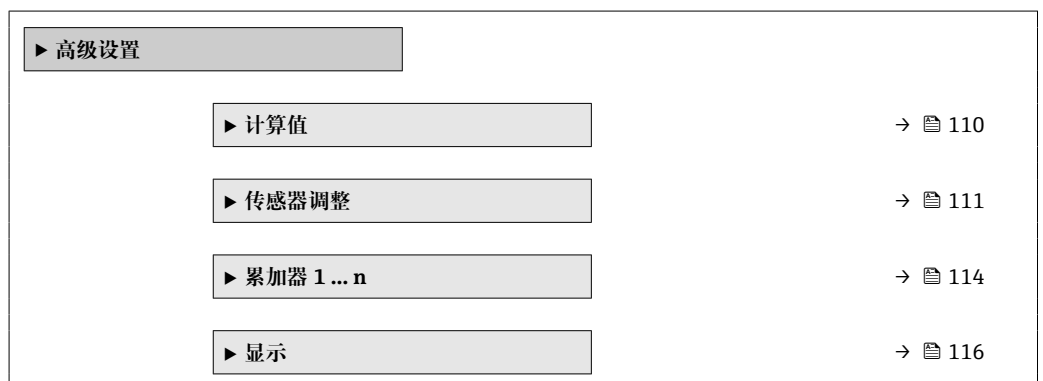 ▶ 高级设置
▶ 计算值 → 🖹 110
▶ 传感器调整 → 🖹 111
▶ 累加器 1 … n → 🖹 114
▶ 显示 → 🖹 116